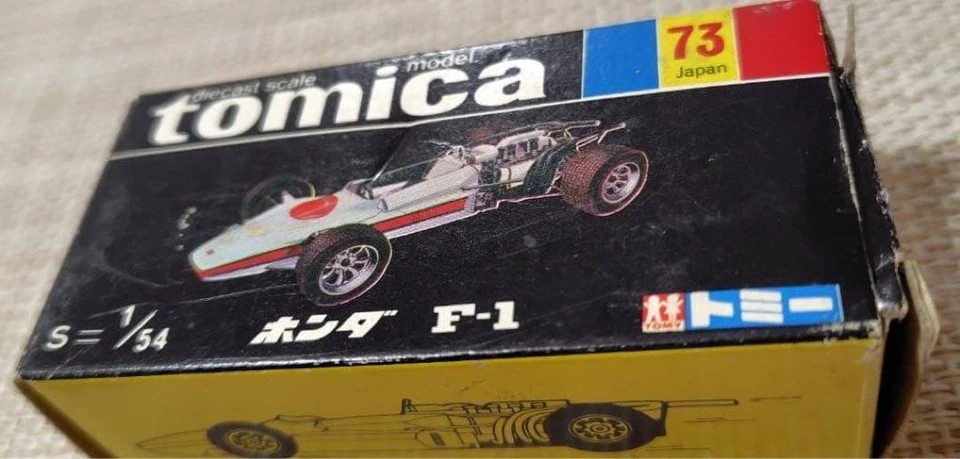 diecast scale model
tomica
73
Japan
S = 1/54
ホンダ F-1
TOMY
トミー